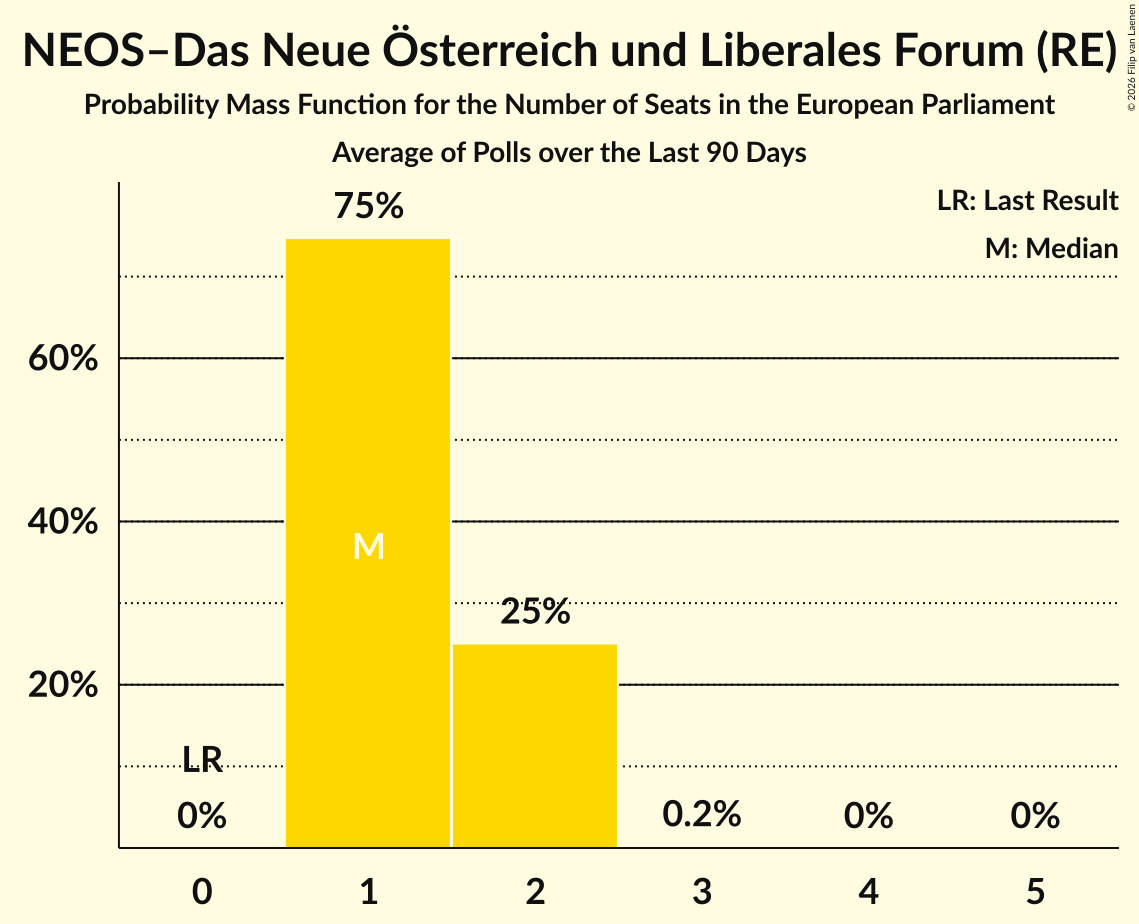 NEOS–Das Neue Österreich und Liberales Forum (RE)
Probability Mass Function for the Number of Seats in the European Parliament
Average of Polls over the Last 90 Days
© 2026 Filip van Laenen
LR: Last Result
M: Median
75%
60%
40%
M
25%
20%
LR
0%
0.2%
0%
0%
0 1 2 3 4 5